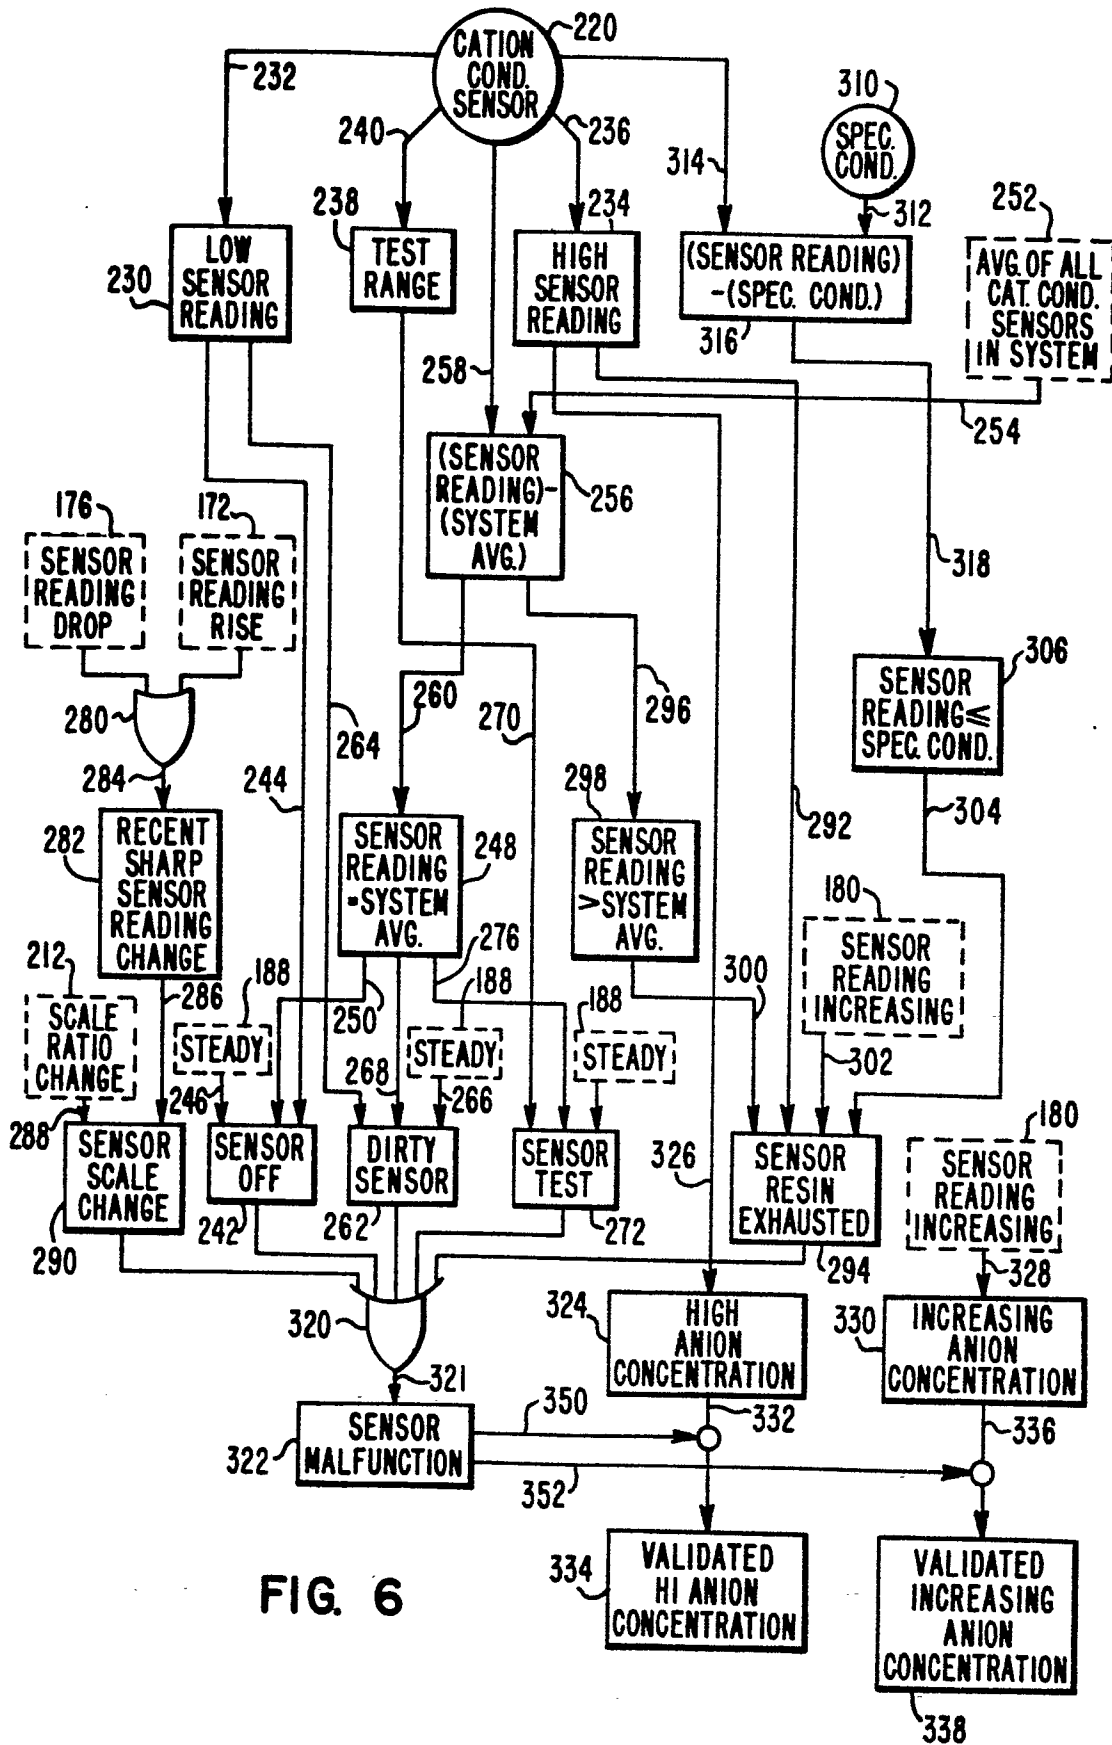 CATION
COND.
SENSOR
220
232
240
236
314
310
SPEC.
COND.
312
252
AVG. OF ALL
CAT. COND.
SENSORS
IN SYSTEM
254
230
LOW
SENSOR
READING
238
TEST
RANGE
234
HIGH
SENSOR
READING
(SENSOR READING)
-(SPEC. COND.)
316
258
(SENSOR
READING)-
(SYSTEM
AVG.)
256
318
176
SENSOR
READING
DROP
172
SENSOR
READING
RISE
280
284
264
244
260
270
296
306
SENSOR
READING≤
SPEC. COND.
304
282
RECENT
SHARP
SENSOR
READING
CHANGE
286
SENSOR
READING
=SYSTEM
AVG.
248
276
250
298
SENSOR
READING
>SYSTEM
AVG.
292
300
180
SENSOR
READING
INCREASING
302
212
SCALE
RATIO
CHANGE
288
188
STEADY
246
268
188
STEADY
266
188
STEADY
SENSOR
SCALE
CHANGE
290
SENSOR
OFF
242
DIRTY
SENSOR
262
SENSOR
TEST
272
326
SENSOR
RESIN
EXHAUSTED
294
180
SENSOR
READING
INCREASING
328
320
321
324
HIGH
ANION
CONCENTRATION
332
330
INCREASING
ANION
CONCENTRATION
336
322
SENSOR
MALFUNCTION
350
352
334
VALIDATED
HI ANION
CONCENTRATION
VALIDATED
INCREASING
ANION
CONCENTRATION
338
FIG. 6